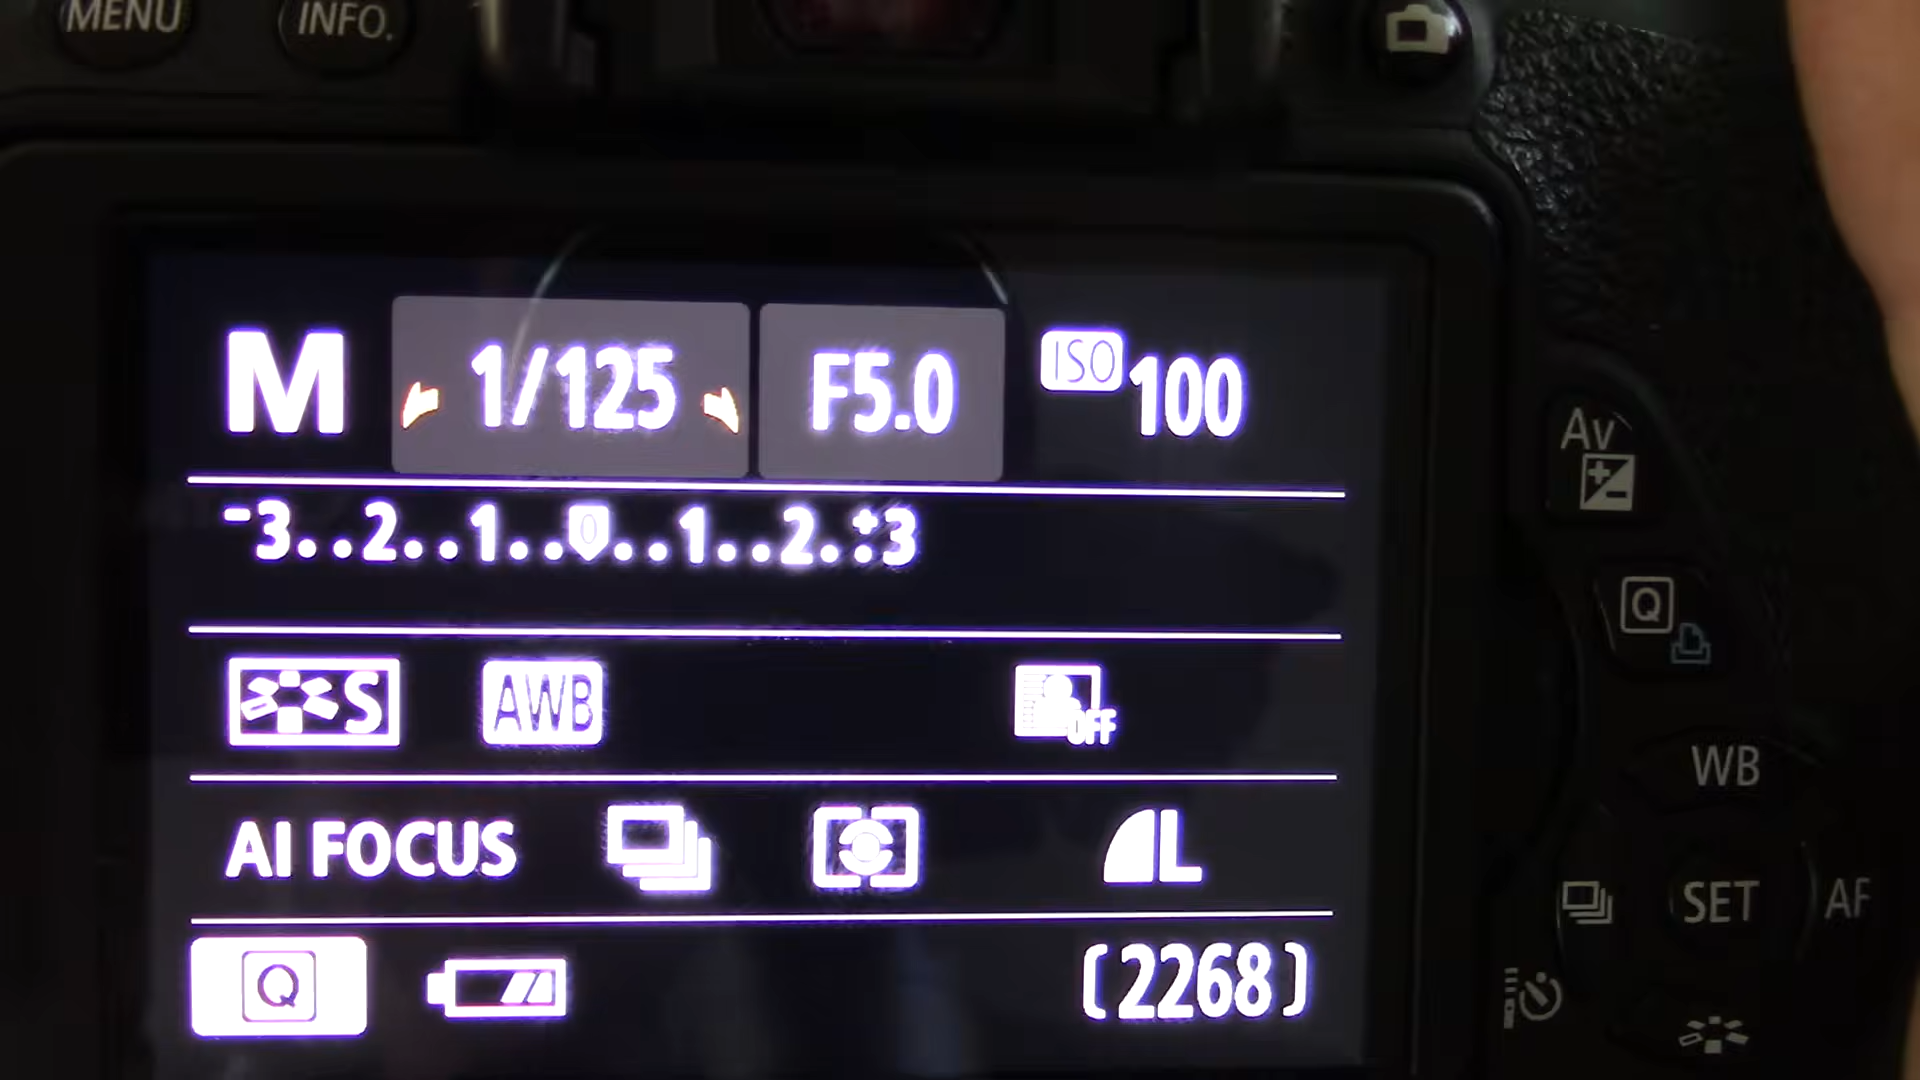 MENU INFO.
M 1/125 F5.0 ISO 100
-3..2..1..0..1..2..+3
S AWB OFF
AI FOCUS L
Q [2268]
Av
Q
WB
SET AF